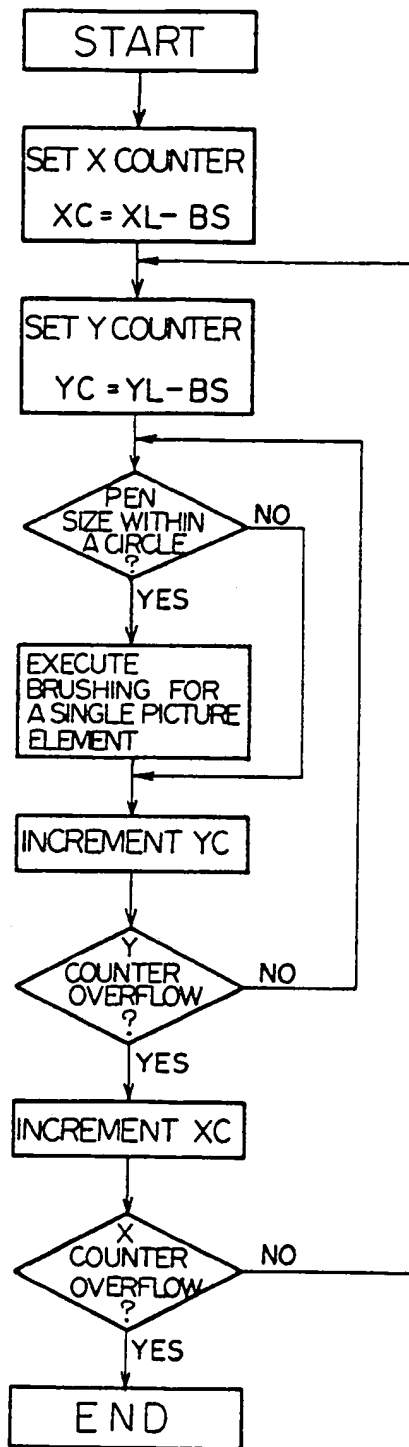 START
SET X COUNTER
XC = XL - BS
SET Y COUNTER
YC = YL - BS
PEN
SIZE WITHIN
A CIRCLE
?
NO
YES
EXECUTE
BRUSHING FOR
A SINGLE PICTURE
ELEMENT
INCREMENT YC
Y
COUNTER
OVERFLOW
?
NO
YES
INCREMENT XC
X
COUNTER
OVERFLOW
?
NO
YES
END